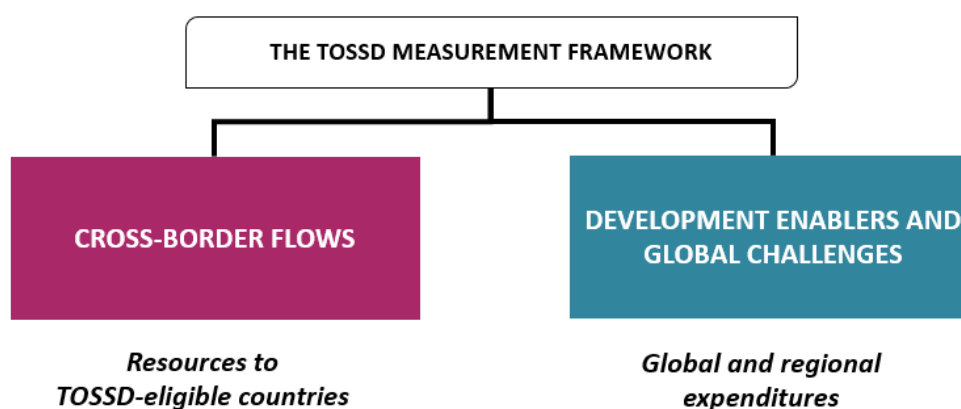 THE TOSSD MEASUREMENT FRAMEWORK
CROSS-BORDER FLOWS
DEVELOPMENT ENABLERS AND
GLOBAL CHALLENGES
Resources to
TOSSD-eligible countries
Global and regional
expenditures